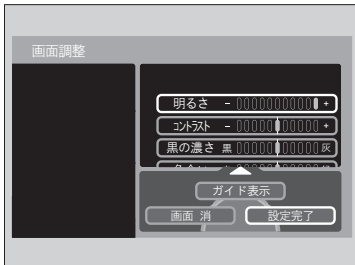 画面調整
明るさ - +
コントラスト - +
黒の濃さ 黒 灰
ガイド表示
画面 消 設定完了